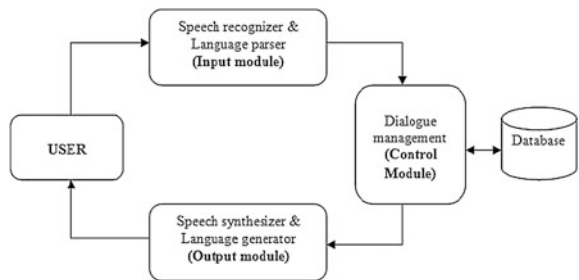 Speech recognizer &
Language parser
(Input module)
USER
Dialogue
management
(Control
Module)
Database
Speech synthesizer &
Language generator
(Output module)